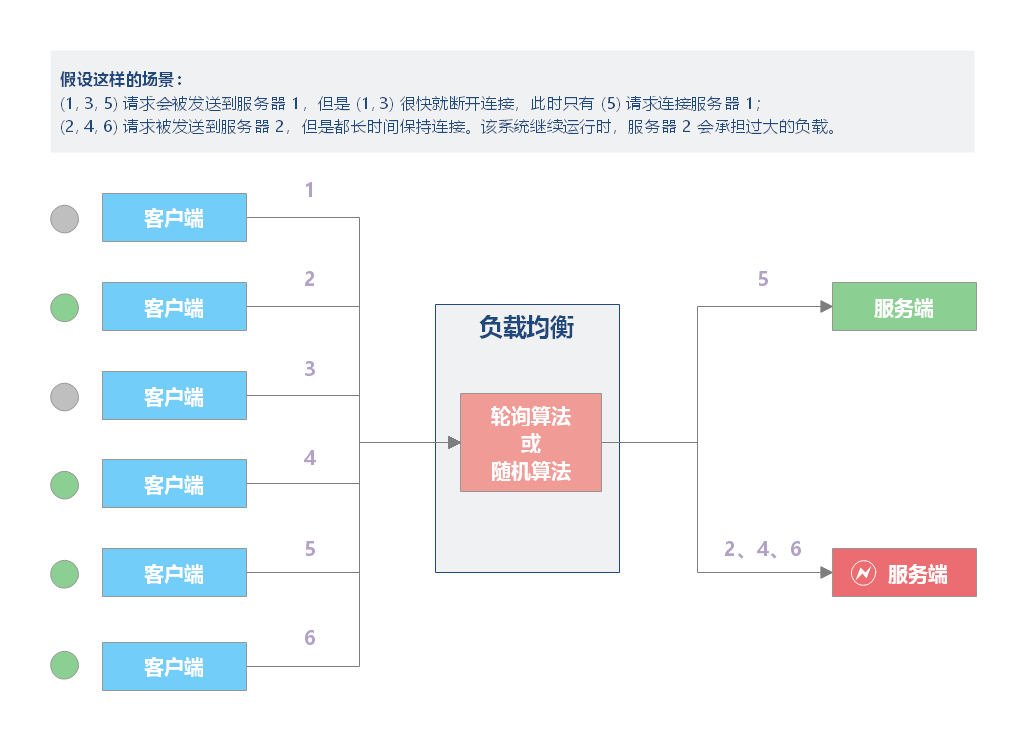 假设这样的场景：
(1, 3, 5) 请求会被发送到服务器 1，但是 (1, 3) 很快就断开连接，此时只有 (5) 请求连接服务器 1；
(2, 4, 6) 请求被发送到服务器 2，但是都长时间保持连接。该系统继续运行时，服务器 2 会承担过大的负载。
1
客户端
2
客户端
5
服务端
负载均衡
3
客户端
轮询算法
或
随机算法
4
客户端
5
客户端
2、4、6
服务端
6
客户端